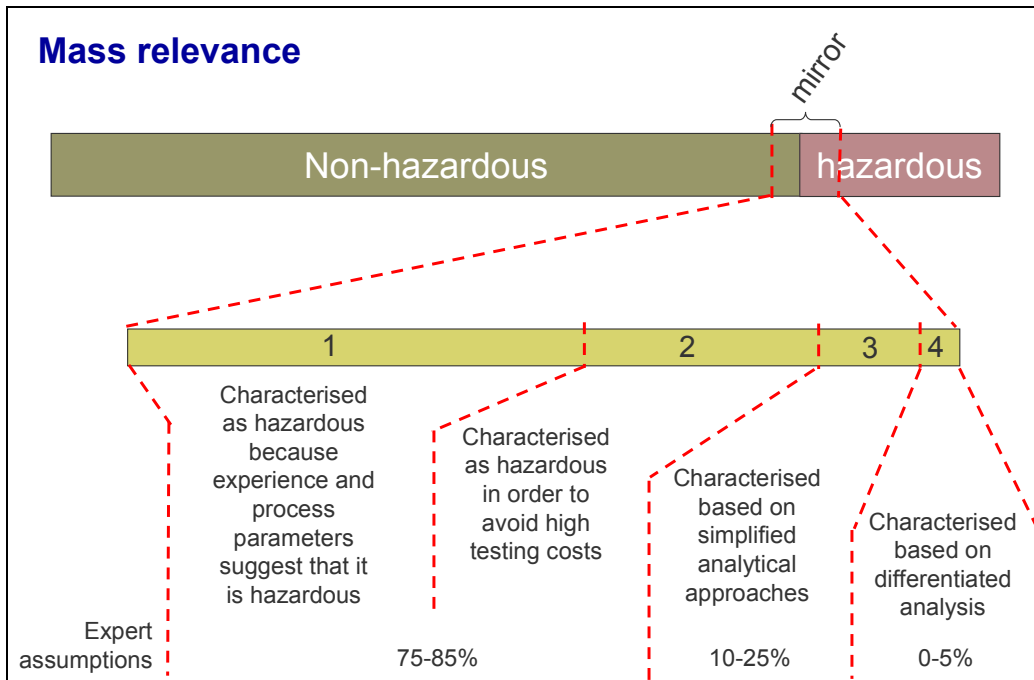 Mass relevance
mirror
Non-hazardous
hazardous
1
2
3
4
Characterised
as hazardous
because
experience and
process
parameters
suggest that it
is hazardous
Characterised
as hazardous
in order to
avoid high
testing costs
Characterised
based on
simplified
analytical
approaches
Characterised
based on
differentiated
analysis
Expert
assumptions
75-85%
10-25%
0-5%